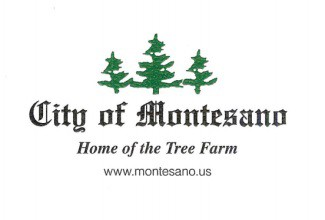 City of Montesano
Home of the Tree Farm
www.montesano.us